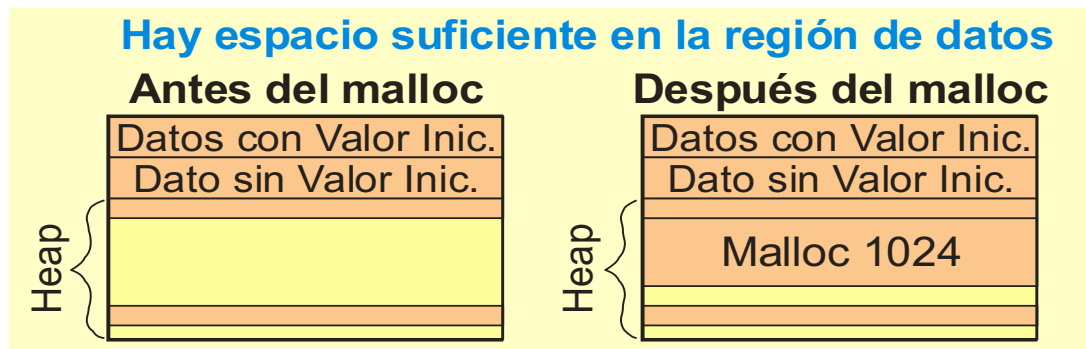 Hay espacio suficiente en la región de datos
Antes del malloc
Datos con Valor Inic.
Dato sin Valor Inic.
Heap
Después del malloc
Datos con Valor Inic.
Dato sin Valor Inic.
Malloc 1024
Heap